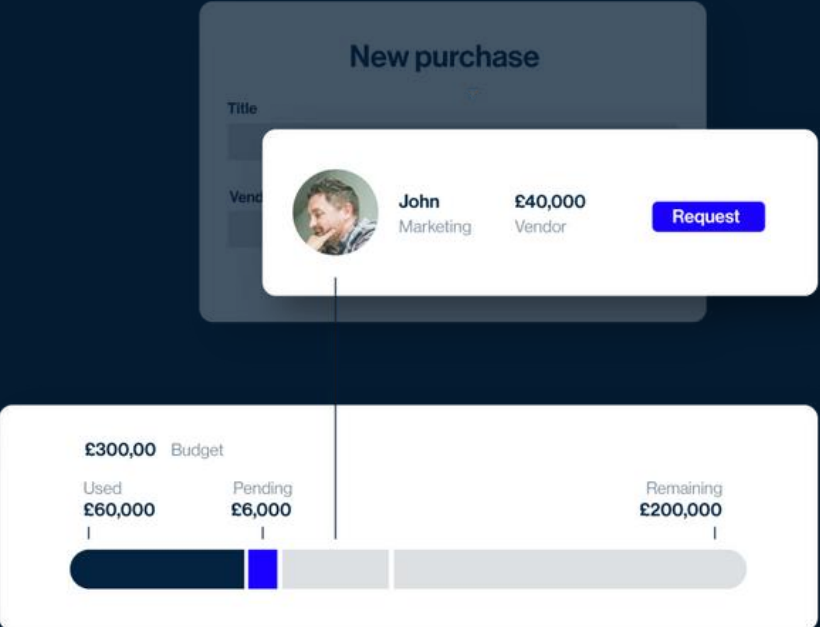 New purchase
Title
Vend
John £40,000
Marketing Vendor
Request
£300,00 Budget
Used Pending Remaining
£60,000 £6,000 £200,000